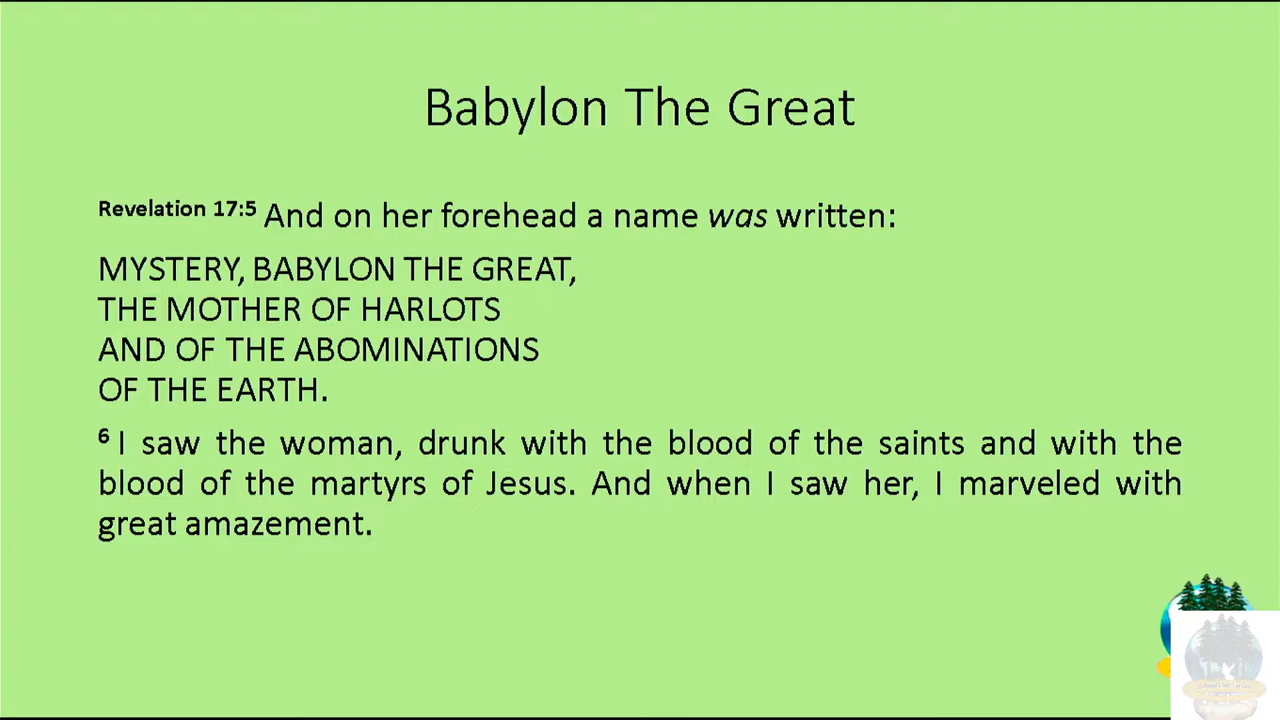 Babylon The Great
Revelation 17:5 And on her forehead a name was written:
MYSTERY, BABYLON THE GREAT,
THE MOTHER OF HARLOTS
AND OF THE ABOMINATIONS
OF THE EARTH.
6 I saw the woman, drunk with the blood of the saints and with the
blood of the martyrs of Jesus. And when I saw her, I marveled with
great amazement.